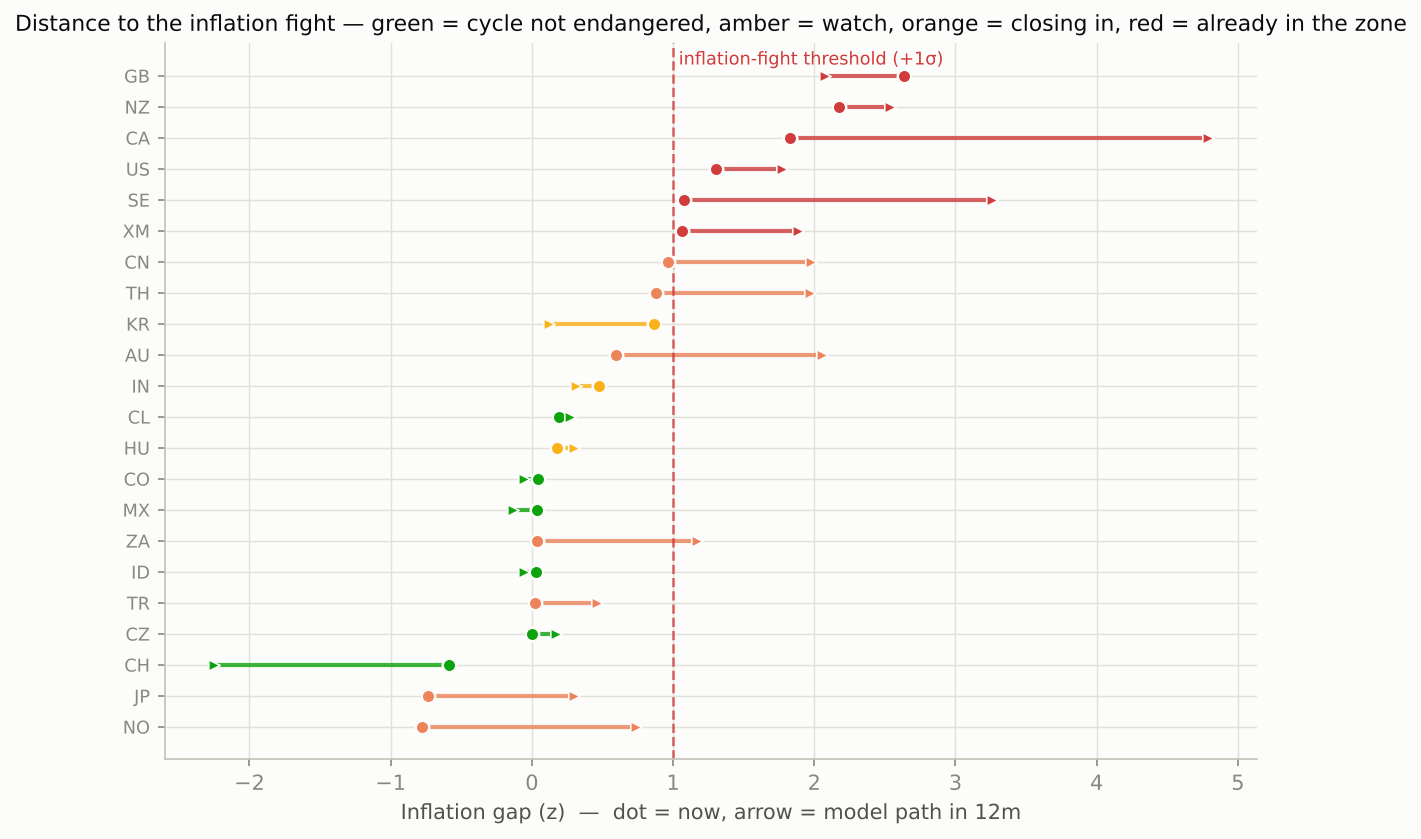 Distance to the inflation fight — green = cycle not endangered, amber = watch, orange = closing in, red = already in the zone
inflation-fight threshold (+1σ)
GB
NZ
CA
US
SE
XM
CN
TH
KR
AU
IN
CL
HU
CO
MX
ZA
ID
TR
CZ
CH
JP
NO
−2 −1 0 1 2 3 4 5
Inflation gap (z) — dot = now, arrow = model path in 12m